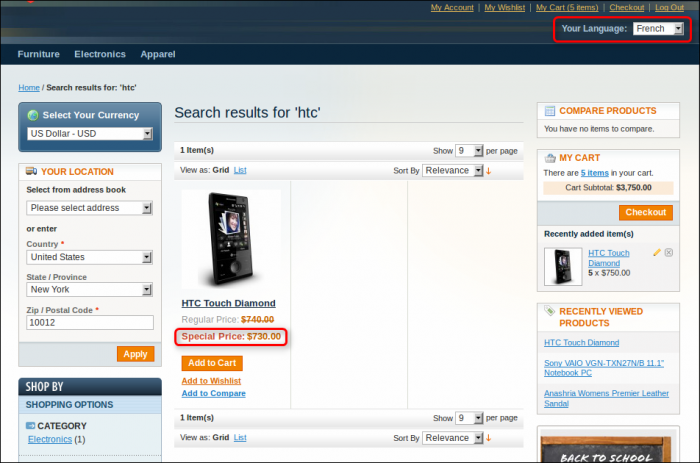 My Account | My Wishlist | My Cart (5 items) | Checkout | Log Out
Your Language: French
Furniture Electronics Apparel
Home / Search results for: 'htc'
Select Your Currency
US Dollar - USD
YOUR LOCATION
Select from address book
Please select address
or enter
Country *
United States
State / Province
New York
Zip / Postal Code *
10012
Apply
SHOP BY
SHOPPING OPTIONS
CATEGORY
Electronics (1)
Search results for 'htc'
1 Item(s)
Show 9 per page
View as: Grid List
Sort By Relevance
HTC Touch Diamond
Regular Price: $740.00
Special Price: $730.00
Add to Cart
Add to Wishlist
Add to Compare
1 Item(s)
Show 9 per page
View as: Grid List
Sort By Relevance
COMPARE PRODUCTS
You have no items to compare.
MY CART
There are 5 items in your cart.
Cart Subtotal: $3,750.00
Checkout
Recently added item(s)
HTC Touch
Diamond
5 x $750.00
RECENTLY VIEWED
PRODUCTS
HTC Touch Diamond
Sony VAIO VGN-TXN27N/B 11.1"
Notebook PC
Anashria Womens Premier Leather
Sandal
BACK TO SCHOOL